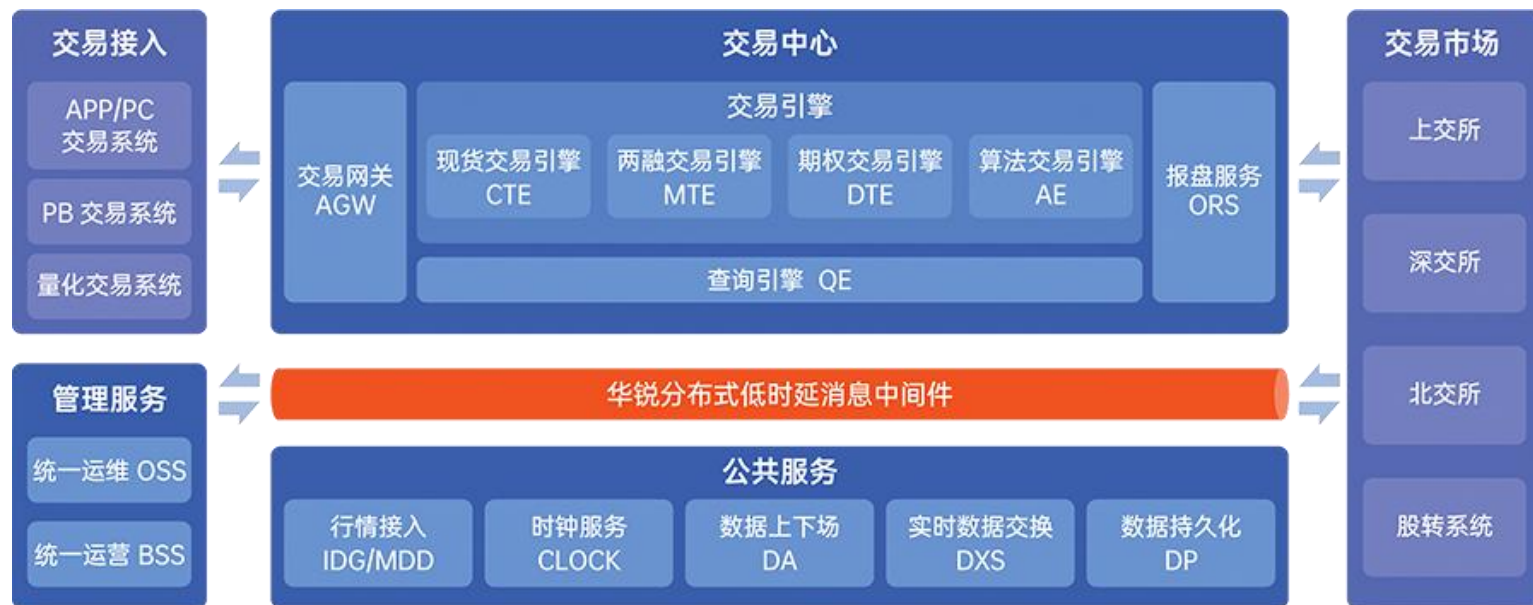 交易接入
APP/PC
交易系统
PB 交易系统
量化交易系统
管理服务
统一运维 OSS
统一运营 BSS
交易中心
交易网关
AGW
交易引擎
现货交易引擎
CTE
两融交易引擎
MTE
期权交易引擎
DTE
算法交易引擎
AE
查询引擎 QE
报盘服务
ORS
华锐分布式低时延消息中间件
公共服务
行情接入
IDG/MDD
时钟服务
CLOCK
数据上下场
DA
实时数据交换
DXS
数据持久化
DP
交易市场
上交所
深交所
北交所
股转系统